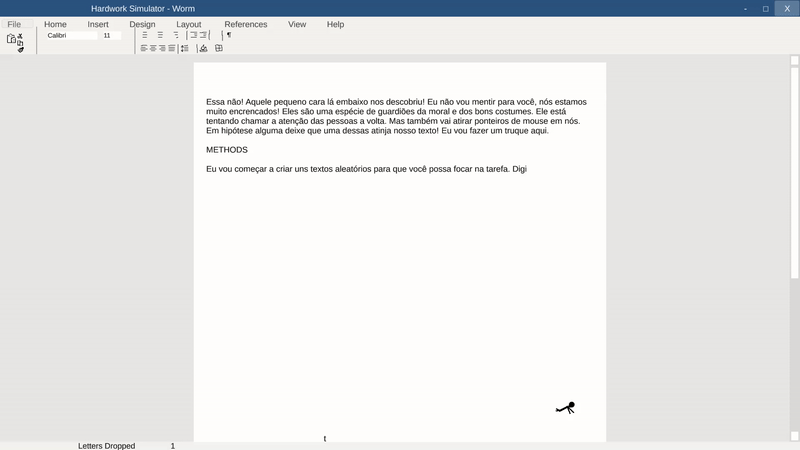 Hardwork Simulator - Worm
- □ X
File Home Insert Design Layout References View Help
Calibri 11
¶
Essa não! Aquele pequeno cara lá embaixo nos descobriu! Eu não vou mentir para você, nós estamos
muito encrencados! Eles são uma espécie de guardiões da moral e dos bons costumes. Ele está
tentando chamar a atenção das pessoas a volta. Mas também vai atirar ponteiros de mouse em nós.
Em hipótese alguma deixe que uma dessas atinja nosso texto! Eu vou fazer um truque aqui.
METHODS
Eu vou começar a criar uns textos aleatórios para que você possa focar na tarefa. Digi
t
Letters Dropped 1